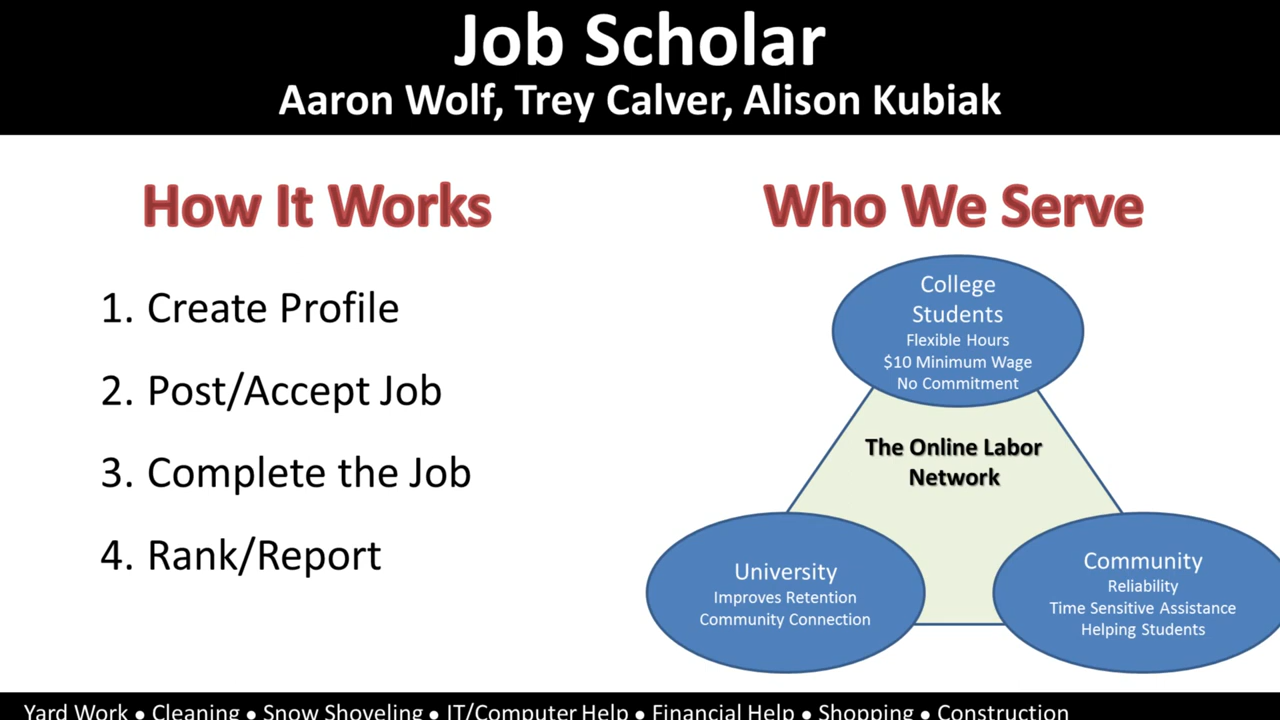 Job Scholar
Aaron Wolf, Trey Calver, Alison Kubiak
How It Works
1. Create Profile
2. Post/Accept Job
3. Complete the Job
4. Rank/Report
Who We Serve
College
Students
Flexible Hours
$10 Minimum Wage
No Commitment
The Online Labor
Network
University
Improves Retention
Community Connection
Community
Reliability
Time Sensitive Assistance
Helping Students
Yard Work ● Cleaning ● Snow Shoveling ● IT/Computer Help ● Financial Help ● Shopping ● Construction